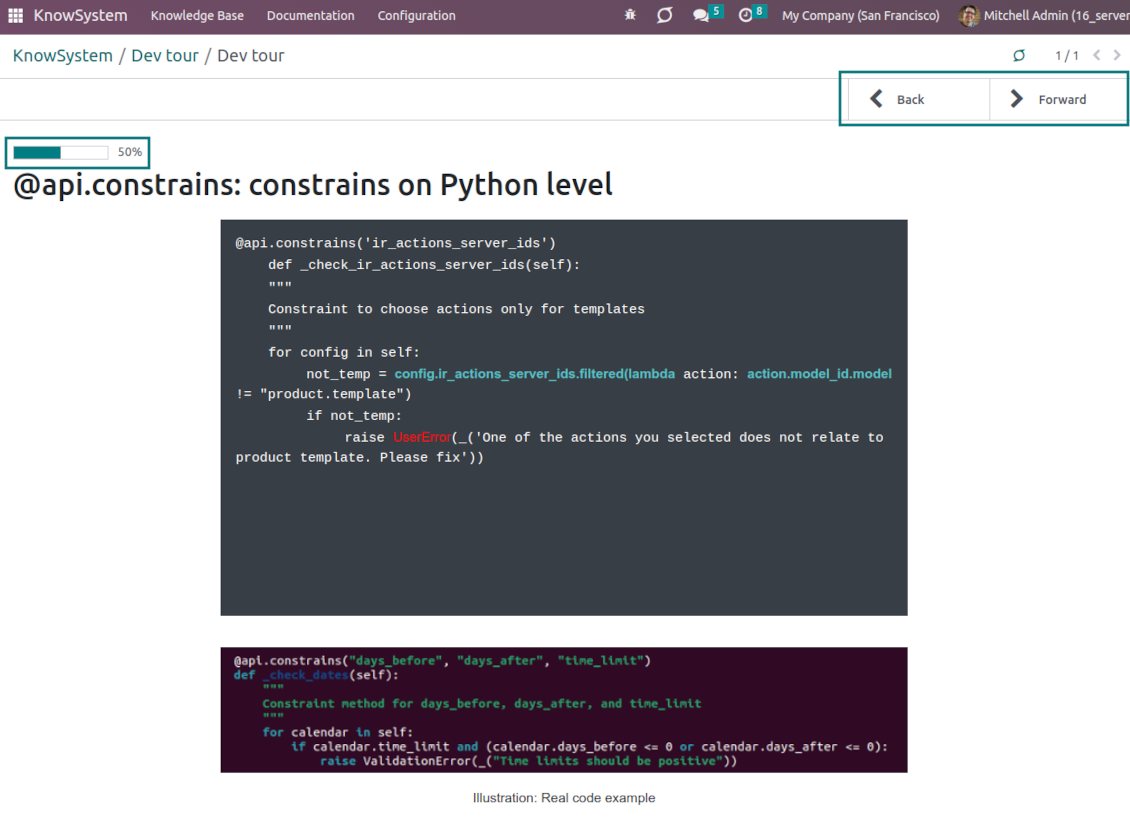 KnowSystem Knowledge Base Documentation Configuration 5 8 My Company (San Francisco) Mitchell Admin (16_server
KnowSystem / Dev tour / Dev tour 1 / 1
Back Forward
50%
@api.constrains: constrains on Python level
@api.constrains('ir_actions_server_ids')
def _check_ir_actions_server_ids(self):
"""
Constraint to choose actions only for templates
"""
for config in self:
not_temp = config.ir_actions_server_ids.filtered(lambda action: action.model_id.model
!= "product.template")
if not_temp:
raise UserError(_('One of the actions you selected does not relate to
product template. Please fix'))
@api.constrains("days_before", "days_after", "time_limit")
def _check_dates(self):
"""
Constraint method for days_before, days_after, and time_limit
"""
for calendar in self:
if calendar.time_limit and (calendar.days_before <= 0 or calendar.days_after <= 0):
raise ValidationError(_("Time limits should be positive"))
Illustration: Real code example